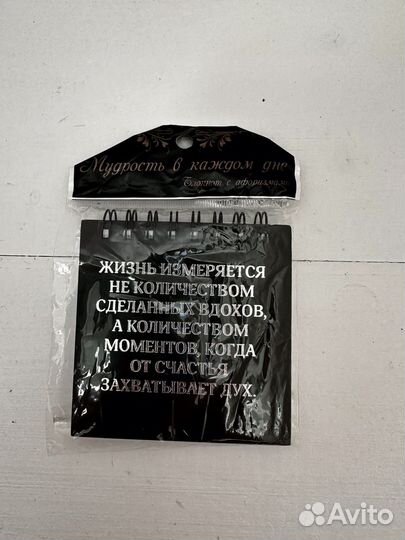 Мудрость в каждом дне
Блокнот с афоризмами
ЖИЗНЬ ИЗМЕРЯЕТСЯ
НЕ КОЛИЧЕСТВОМ
СДЕЛАННЫХ ВДОХОВ,
А КОЛИЧЕСТВОМ
МОМЕНТОВ, КОГДА
ОТ СЧАСТЬЯ
ЗАХВАТЫВАЕТ ДУХ.
Avito